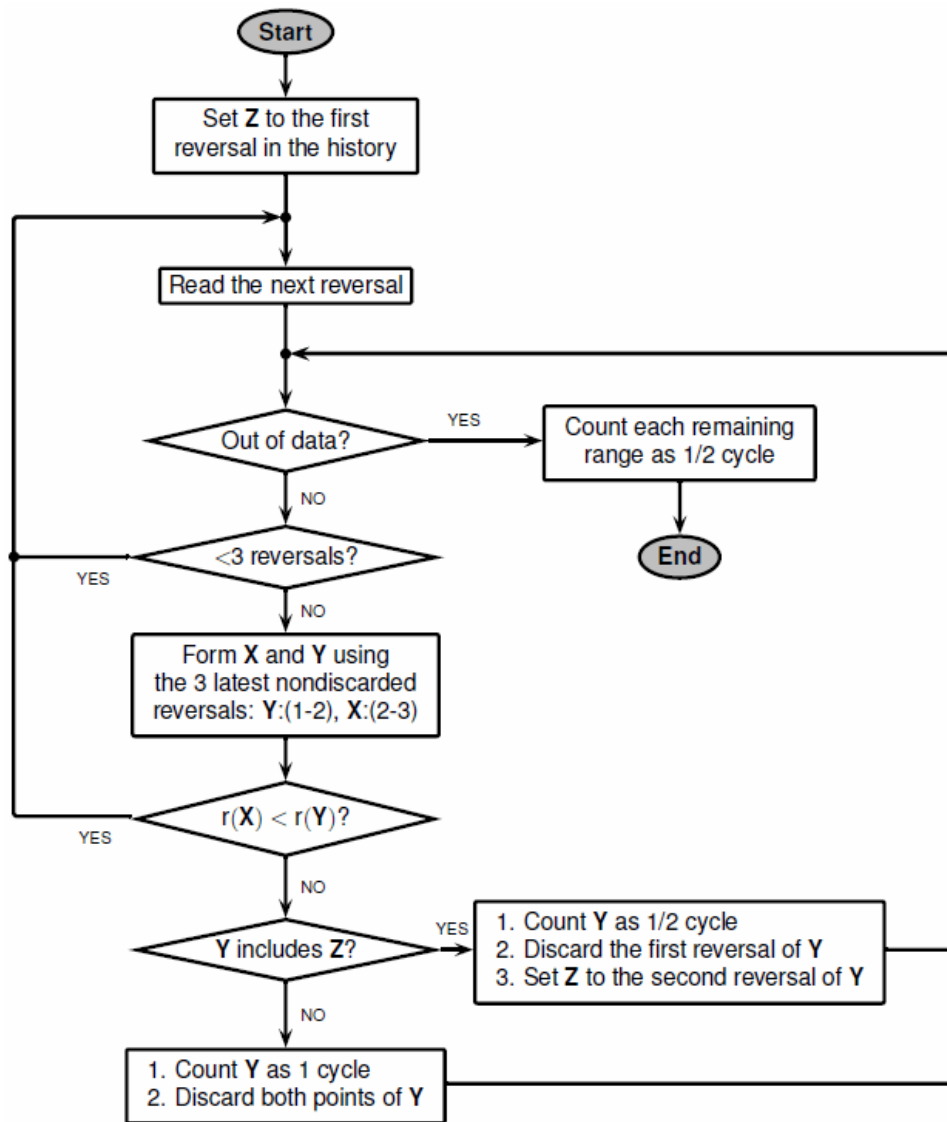 Start
Set Z to the first
reversal in the history
Read the next reversal
Out of data?
YES
Count each remaining
range as 1/2 cycle
NO
<3 reversals?
YES
End
NO
Form X and Y using
the 3 latest nondiscarded
reversals: Y:(1-2), X:(2-3)
r(X) < r(Y)?
YES
NO
Y includes Z?
YES
1. Count Y as 1/2 cycle
2. Discard the first reversal of Y
3. Set Z to the second reversal of Y
NO
1. Count Y as 1 cycle
2. Discard both points of Y